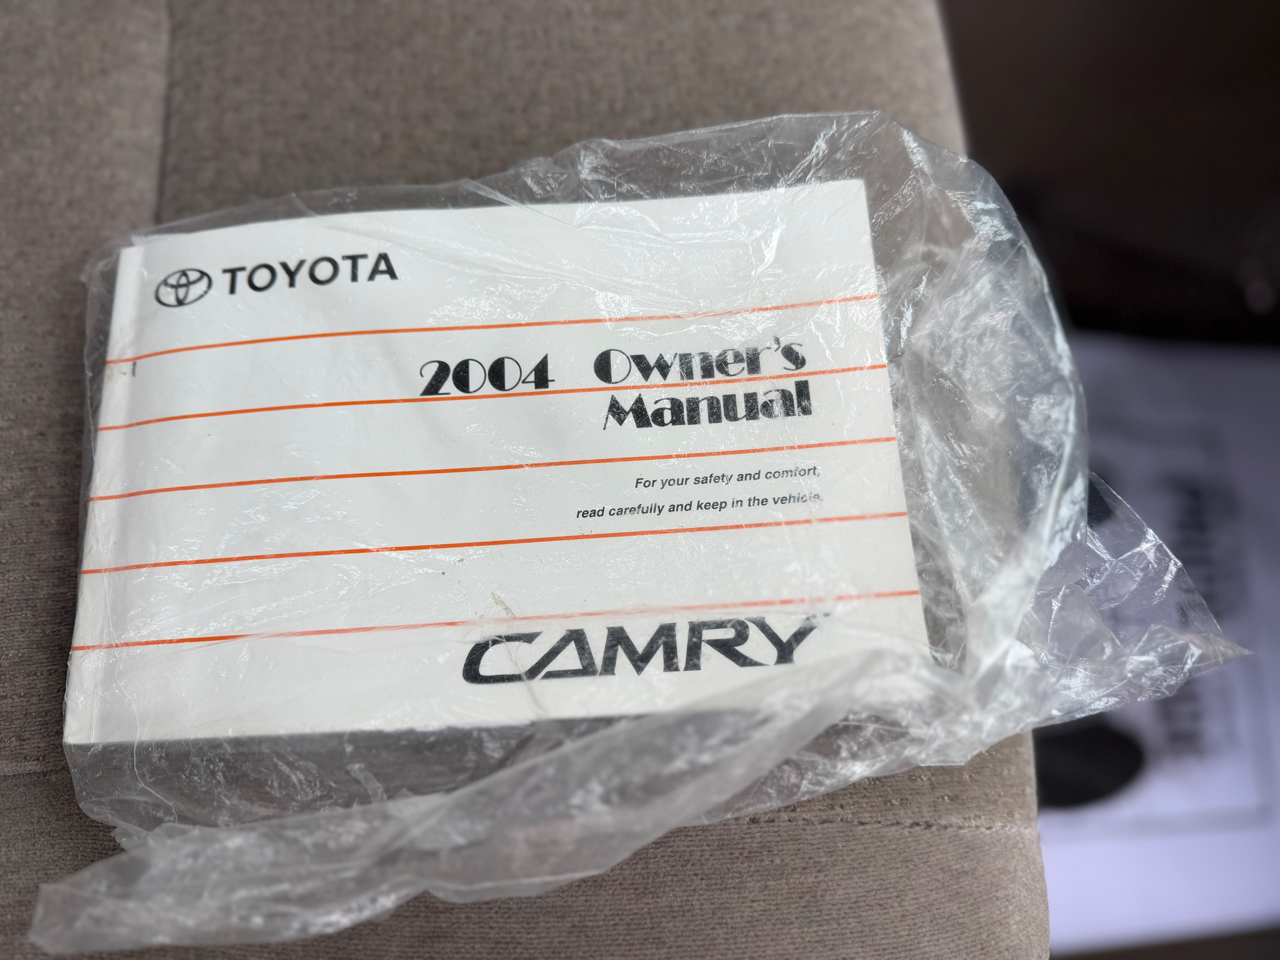 TOYOTA
2004 Owner's
Manual
For your safety and comfort,
read carefully and keep in the vehicle.
CAMRY